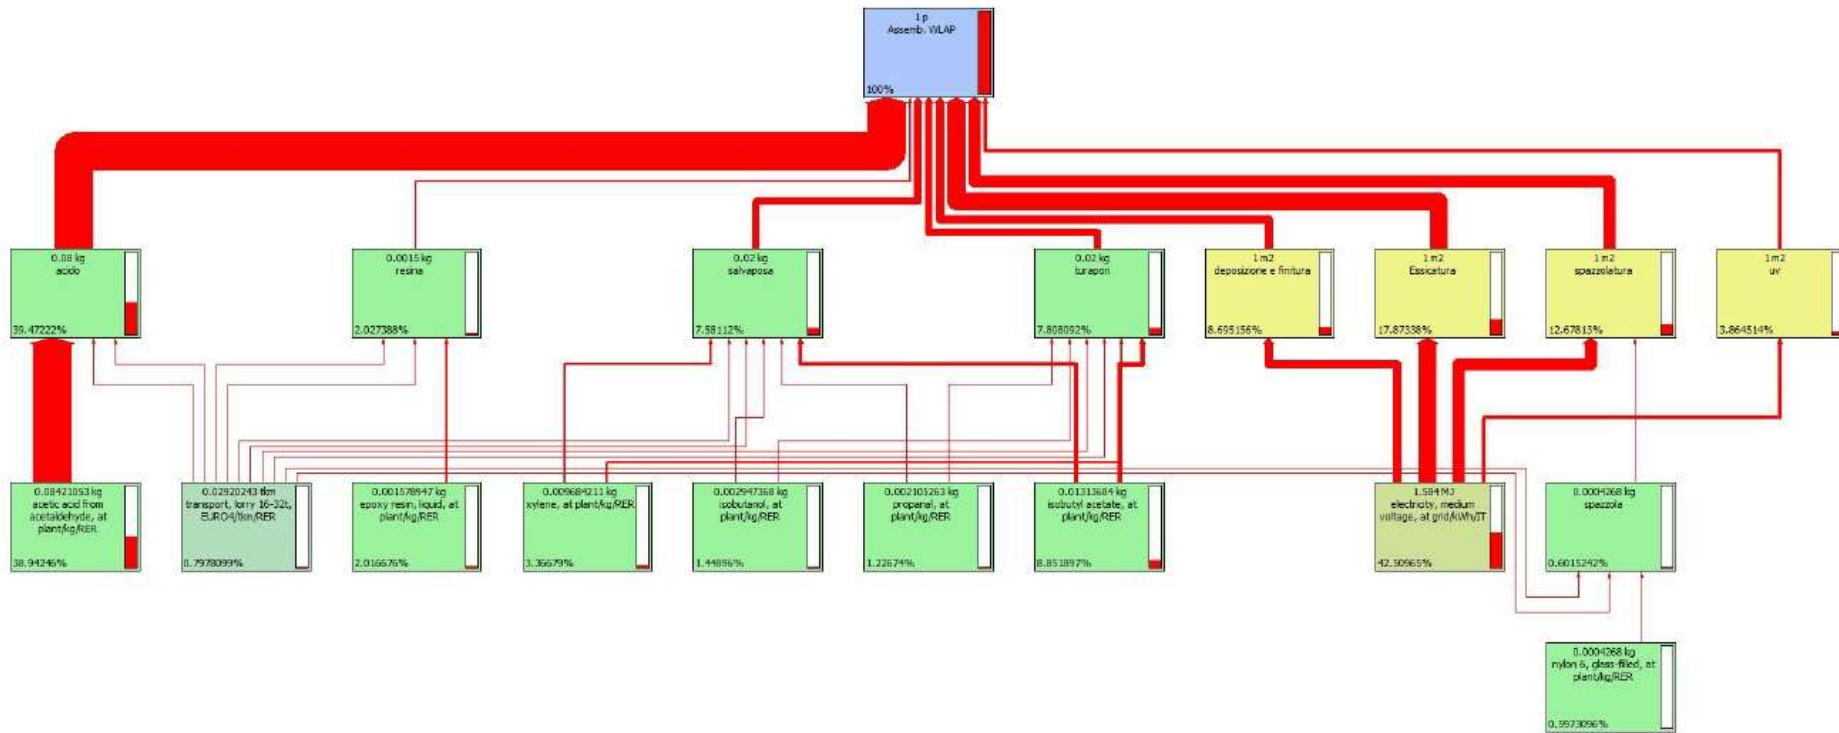 1 p
Assemb. WLAP
100%
0.08 kg
acido
39.47222%
0.0015 kg
resina
2.027388%
0.02 kg
salvaposa
7.58112%
0.02 kg
turapori
7.808092%
1 m2
deposizione e finitura
8.695156%
1 m2
Essicatura
17.87338%
1 m2
spazzolatura
12.67813%
1 m2
uv
3.864514%
0.08421053 kg
acetic acid from
acetaldehyde, at
plant/kg/RER
38.94246%
0.02920243 tkm
transport, lorry 16-32t,
EURO4/tkm/RER
0.7978099%
0.001578947 kg
epoxy resin, liquid, at
plant/kg/RER
2.016676%
0.009684211 kg
xylene, at plant/kg/RER
3.36679%
0.002947368 kg
isobutanol, at
plant/kg/RER
1.44896%
0.002105263 kg
propanal, at
plant/kg/RER
1.22674%
0.01313684 kg
isobutyl acetate, at
plant/kg/RER
8.851897%
1.584 MJ
electricity, medium
voltage, at grid/kWh/IT
42.50965%
0.0004268 kg
spazzola
0.6015242%
0.0004268 kg
nylon 6, glass-filled, at
plant/kg/RER
0.5973096%